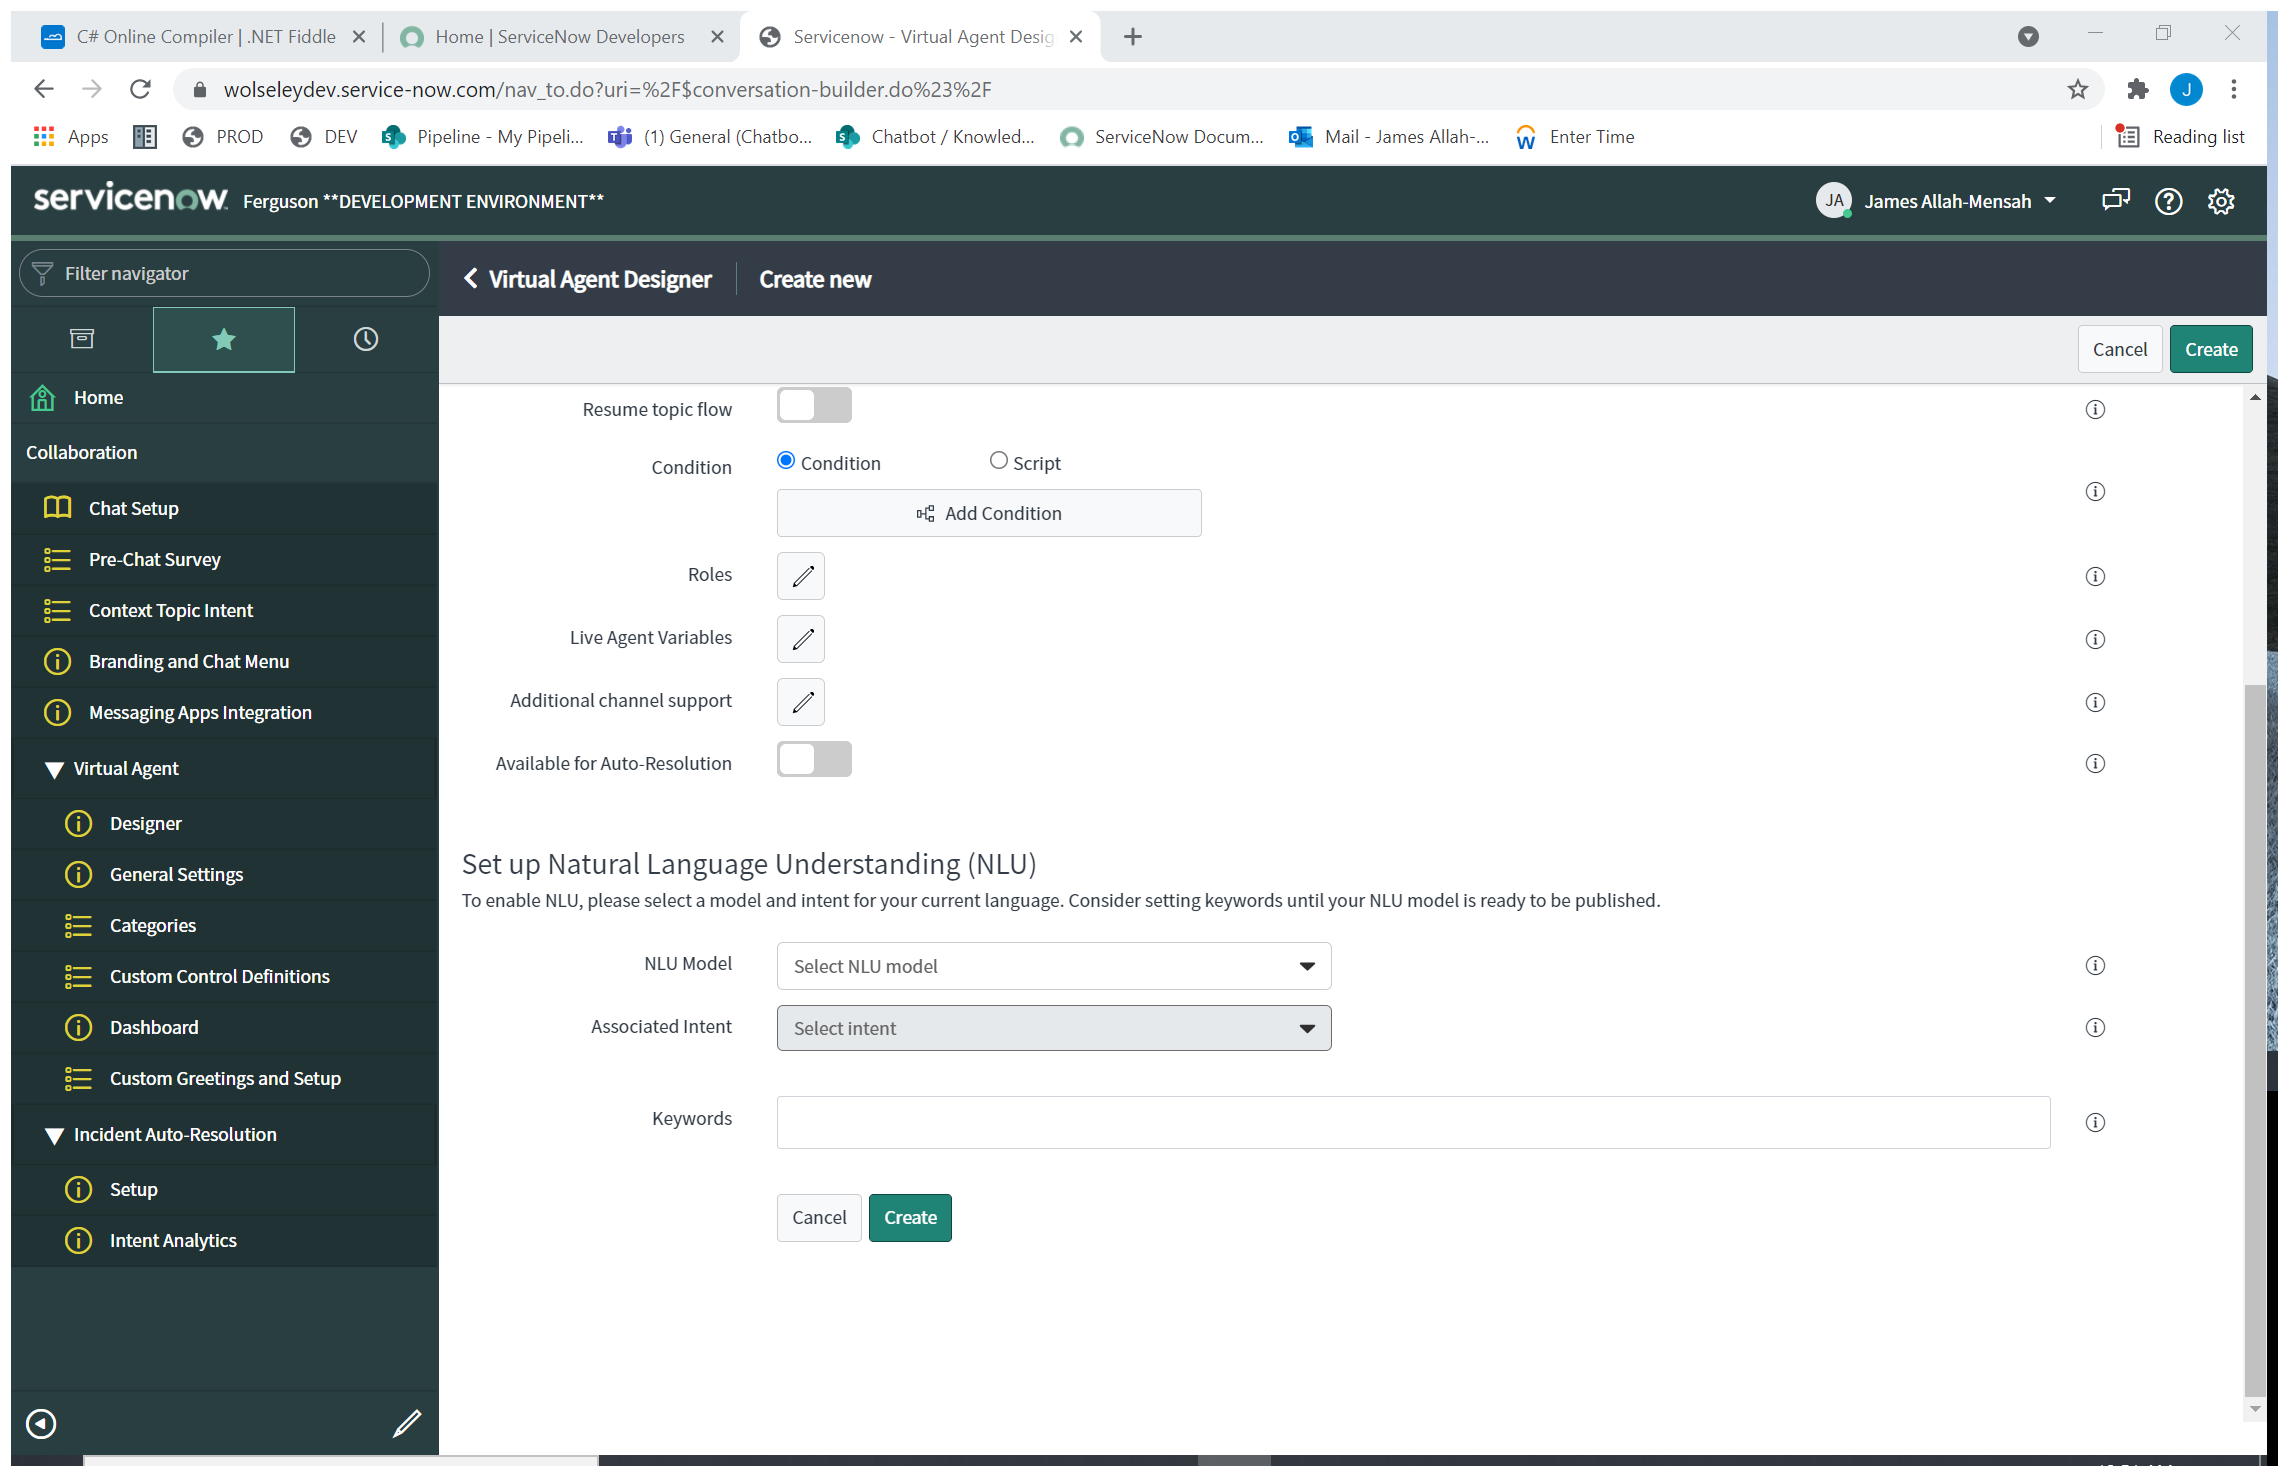 C# Online Compiler | .NET Fiddle
Home | ServiceNow Developers
Servicenow - Virtual Agent Desig
wolseleydev.service-now.com/nav_to.do?uri=%2F$conversation-builder.do%23%2F
J
Apps
PROD
DEV
Pipeline - My Pipeli...
(1) General (Chatbo...
Chatbot / Knowled...
ServiceNow Docum...
Mail - James Allah-...
Enter Time
Reading list
servicenow
Ferguson **DEVELOPMENT ENVIRONMENT**
JA
James Allah-Mensah
Filter navigator
Home
Collaboration
Chat Setup
Pre-Chat Survey
Context Topic Intent
Branding and Chat Menu
Messaging Apps Integration
Virtual Agent
Designer
General Settings
Categories
Custom Control Definitions
Dashboard
Custom Greetings and Setup
Incident Auto-Resolution
Setup
Intent Analytics
Virtual Agent Designer
Create new
Cancel
Create
Resume topic flow
Condition
Condition
Script
Add Condition
Roles
Live Agent Variables
Additional channel support
Available for Auto-Resolution
Set up Natural Language Understanding (NLU)
To enable NLU, please select a model and intent for your current language. Consider setting keywords until your NLU model is ready to be published.
NLU Model
Select NLU model
Associated Intent
Select intent
Keywords
Cancel
Create